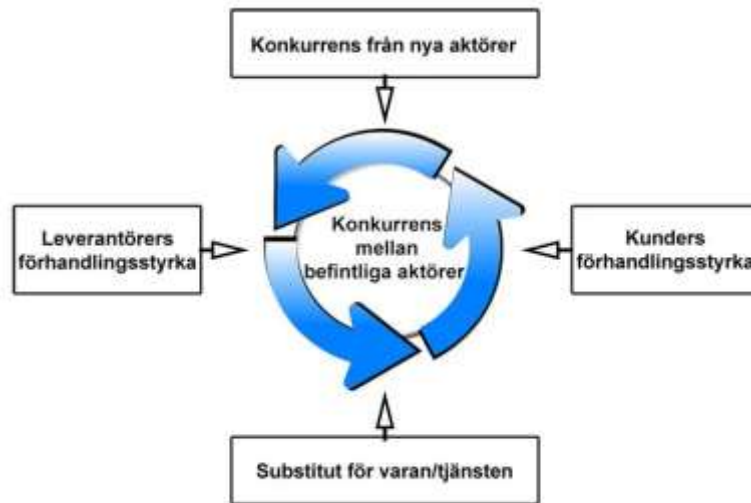 Konkurrens från nya aktörer
Leverantörers
förhandlingsstyrka
Konkurrens
mellan
befintliga aktörer
Kunders
förhandlingsstyrka
Substitut för varan/tjänsten